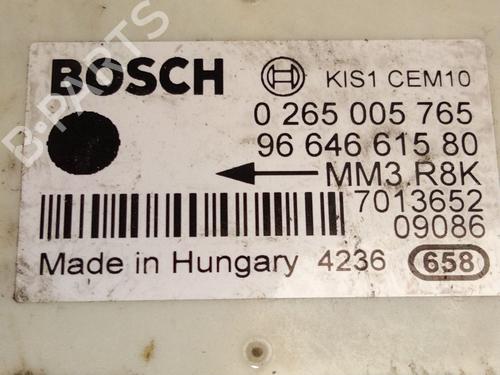 BOSCH KIS1 CEM10
0 265 005 765
96 646 615 80
MM3 R8K
7013652
09086
Made in Hungary 4236 658
B-PARTS